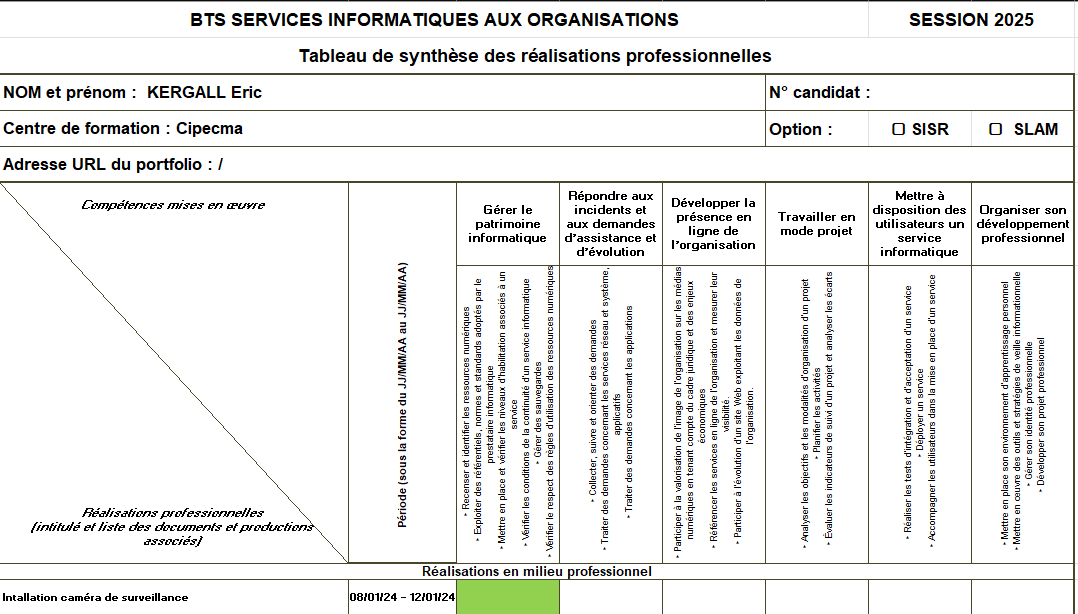 BTS SERVICES INFORMATIQUES AUX ORGANISATIONS SESSION 2025
Tableau de synthèse des réalisations professionnelles
NOM et prénom : KERGALL Eric N° candidat :
Centre de formation : Cipecma Option : ☐ SISR ☐ SLAM
Adresse URL du portfolio : /
Compétences mises en œuvre
Réalisations professionnelles
(intitulé et liste des documents et productions
associés)
Période (sous la forme du JJ/MM/AA au JJ/MM/AA)
Gérer le
patrimoine
informatique
Répondre aux
incidents et
aux demandes
d'assistance et
d'évolution
Développer la
présence en
ligne de
l'organisation
Travailler en
mode projet
Mettre à
disposition des
utilisateurs un
service
informatique
Organiser son
développement
professionnel
‣ Recenser et identifier les ressources numériques
‣ Exploiter des référentiels, normes et standards adoptés par le
prestataire informatique
‣ Mettre en place et vérifier les niveaux d'habilitation associés à un
service
‣ Vérifier les conditions de la continuité d'un service informatique
‣ Gérer des sauvegardes
‣ Vérifier le respect des règles d'utilisation des ressources numériques
‣ Collecter, suivre et orienter des demandes
‣ Traiter des demandes concernant les services réseau et système,
applicatifs
‣ Traiter des demandes concernant les applications
‣ Participer à la valorisation de l'image de l'organisation sur les médias
numériques en tenant compte du cadre juridique et des enjeux
économiques
‣ Référencer les services en ligne de l'organisation et mesurer leur
visibilité.
‣ Participer à l'évolution d'un site Web exploitant les données de
l'organisation.
‣ Analyser les objectifs et les modalités d'organisation d'un projet
‣ Planifier les activités
‣ Évaluer les indicateurs de suivi d'un projet et analyser les écarts
‣ Réaliser les tests d'intégration et d'acceptation d'un service
‣ Déployer un service
‣ Accompagner les utilisateurs dans la mise en place d'un service
‣ Mettre en place son environnement d'apprentissage personnel
‣ Mettre en œuvre des outils et stratégies de veille informationnelle
‣ Gérer son identité professionnelle
‣ Développer son projet professionnel
Réalisations en milieu professionnel
Intallation caméra de surveillance 08/01/24 - 12/01/24